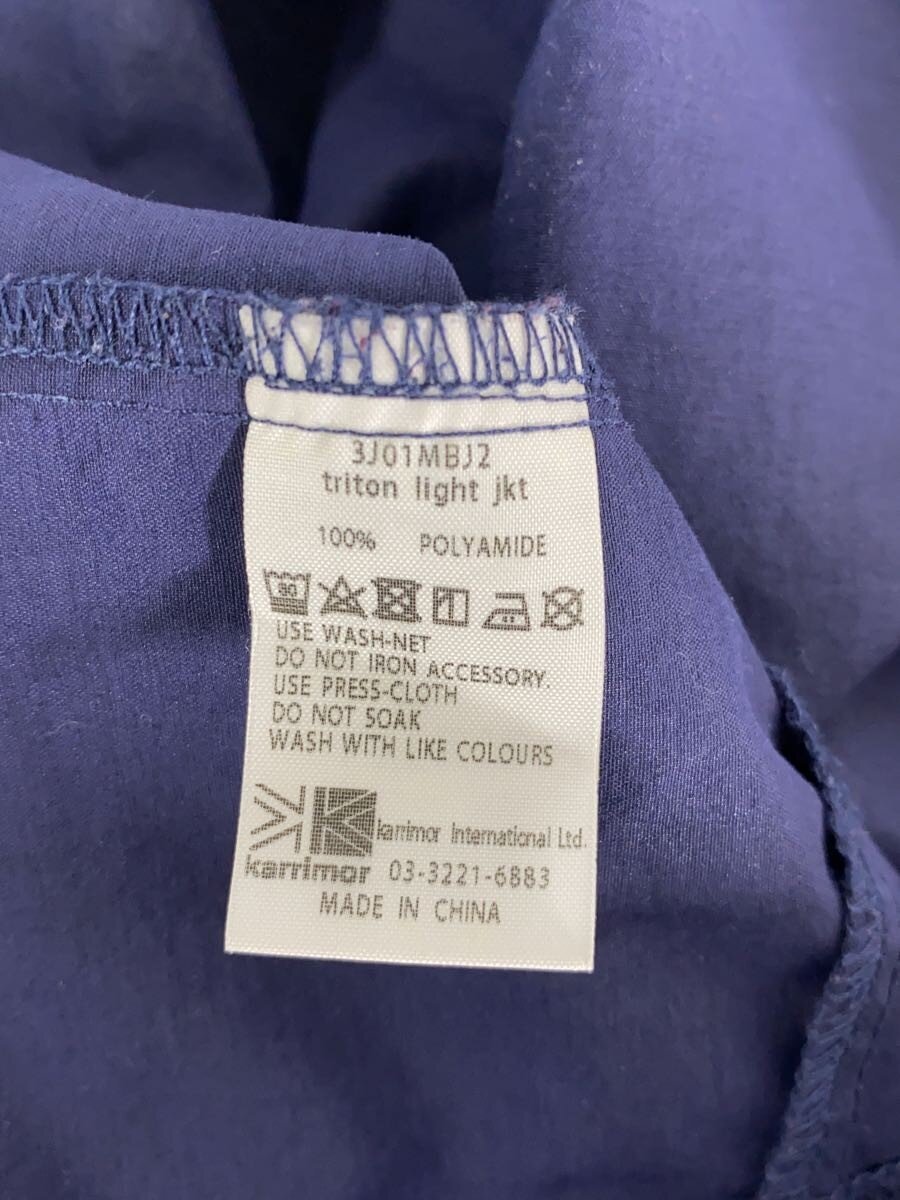 3J01MBJ2
triton light jkt
100% POLYAMIDE
USE WASH-NET
DO NOT IRON ACCESSORY.
USE PRESS-CLOTH
DO NOT SOAK
WASH WITH LIKE COLOURS
karrimor International Ltd.
karrimor 03-3221-6883
MADE IN CHINA